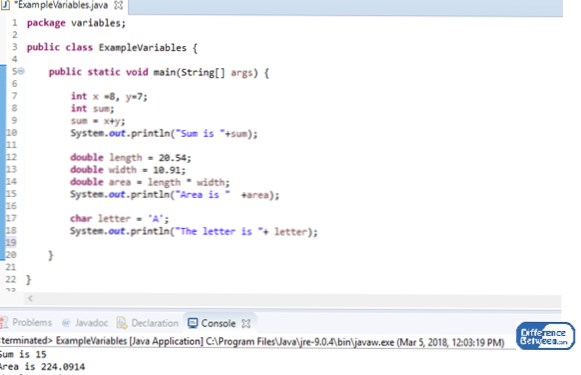 *ExampleVariables.java
1 package variables;
2
3 public class ExampleVariables {
4
5 public static void main(String[] args) {
6
7 int x =8, y=7;
8 int sum;
9 sum = x+y;
10 System.out.println("Sum is "+sum);
11
12 double length = 20.54;
13 double width = 10.91;
14 double area = length * width;
15 System.out.println("Area is " +area);
16
17 char letter = 'A';
18 System.out.println("The letter is "+ letter);
19
20 }
21
22 }
Problems Javadoc Declaration Console
terminated> ExampleVariables [Java Application] C:\Program Files\Java\jre-9.0.4\bin\javaw.exe (Mar 5, 2018, 12:03:19 PM)
Sum is 15
Area is 224.0914
Difference
Between.com